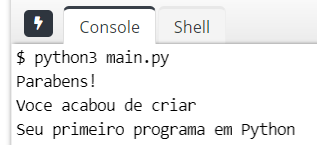 Console Shell
$ python3 main.py
Parabens!
Voce acabou de criar
Seu primeiro programa em Python